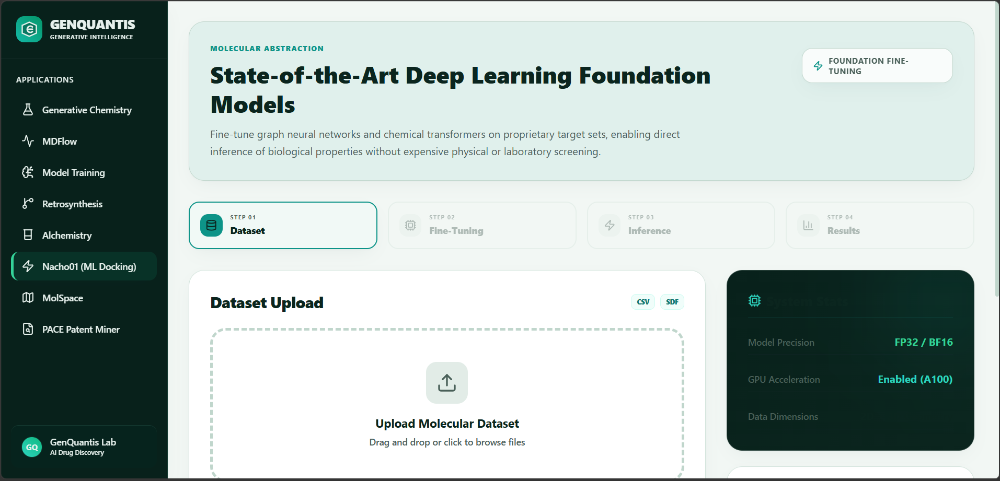 GENQUANTIS
GENERATIVE INTELLIGENCE
APPLICATIONS
Generative Chemistry
MDFlow
Model Training
Retrosynthesis
Alchemistry
Nacho01 (ML Docking)
MolSpace
PACE Patent Miner
GQ
GenQuantis Lab
AI Drug Discovery
MOLECULAR ABSTRACTION
State-of-the-Art Deep Learning Foundation
Models
Fine-tune graph neural networks and chemical transformers on proprietary target sets, enabling direct
inference of biological properties without expensive physical or laboratory screening.
FOUNDATION FINE-
TUNING
STEP 01
Dataset
STEP 02
Fine-Tuning
STEP 03
Inference
STEP 04
Results
Dataset Upload
CSV
SDF
Upload Molecular Dataset
Drag and drop or click to browse files
System Stats
Model Precision
FP32 / BF16
GPU Acceleration
Enabled (A100)
Data Dimensions